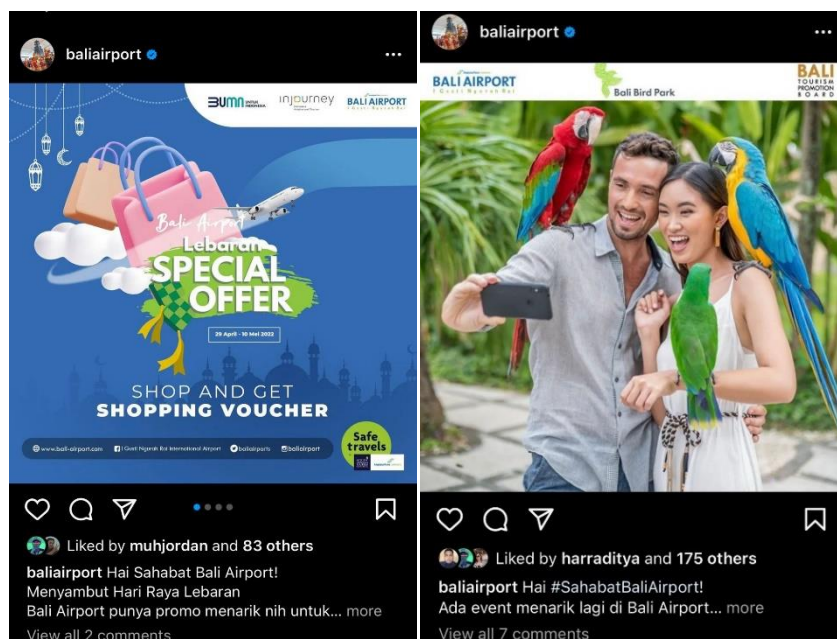 baliairport
BUMN UNTUK INDONESIA
injourney
BALI AIRPORT
Bali Airport
Lebaran
SPECIAL
OFFER
29 April - 10 Mei 2022
SHOP AND GET
SHOPPING VOUCHER
www.bali-airport.com
I Gusti Ngurah Rai International Airport
baliairports
baliairport
Safe
travels
Liked by muhjordan and 83 others
baliairport Hai Sahabat Bali Airport!
Menyambut Hari Raya Lebaran
Bali Airport punya promo menarik nih untuk... more
View all 2 comments
baliairport
BALI AIRPORT
I Gusti Ngurah Rai
Bali Bird Park
BALI
TOURISM
PROMOTION
BOARD
Liked by harraditya and 175 others
baliairport Hai #SahabatBaliAirport!
Ada event menarik lagi di Bali Airport... more
View all 7 comments